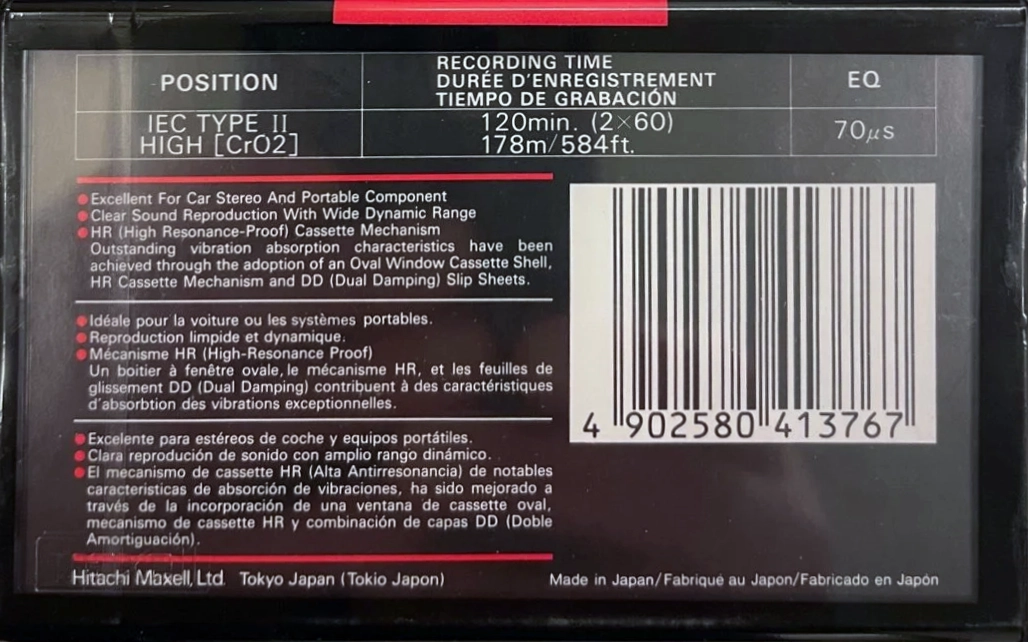 POSITION
RECORDING TIME
DURÉE D'ENREGISTREMENT
TIEMPO DE GRABACIÓN
EQ
IEC TYPE II
HIGH [CrO2]
120min. (2×60)
178m/584ft.
70µs
●Excellent For Car Stereo And Portable Component
●Clear Sound Reproduction With Wide Dynamic Range
●HR (High Resonance-Proof) Cassette Mechanism
Outstanding vibration absorption characteristics have been
achieved through the adoption of an Oval Window Cassette Shell,
HR Cassette Mechanism and DD (Dual Damping) Slip Sheets.
●Idéale pour la voiture ou les systèmes portables.
●Reproduction limpide et dynamique.
●Mécanisme HR (High-Resonance Proof)
Un boitier à fenêtre ovale, le mécanisme HR, et les feuilles de
glissement DD (Dual Damping) contribuent à des caractéristiques
d'absorbtion des vibrations exceptionnelles.
●Excelente para estéreos de coche y equipos portátiles.
●Clara reprodución de sonido con amplio rango dinámico.
●El mecanismo de cassette HR (Alta Antirresonancia) de notables
caracteristicas de absorción de vibraciones, ha sido mejorado a
través de la incorporación de una ventana de cassette oval,
mecanismo de cassette HR y combinación de capas DD (Doble
Amortiguación).
4 902580 413767
Hitachi Maxell, Ltd. Tokyo Japan (Tokio Japon)
Made in Japan/Fabriqué au Japon/Fabricado en Japón